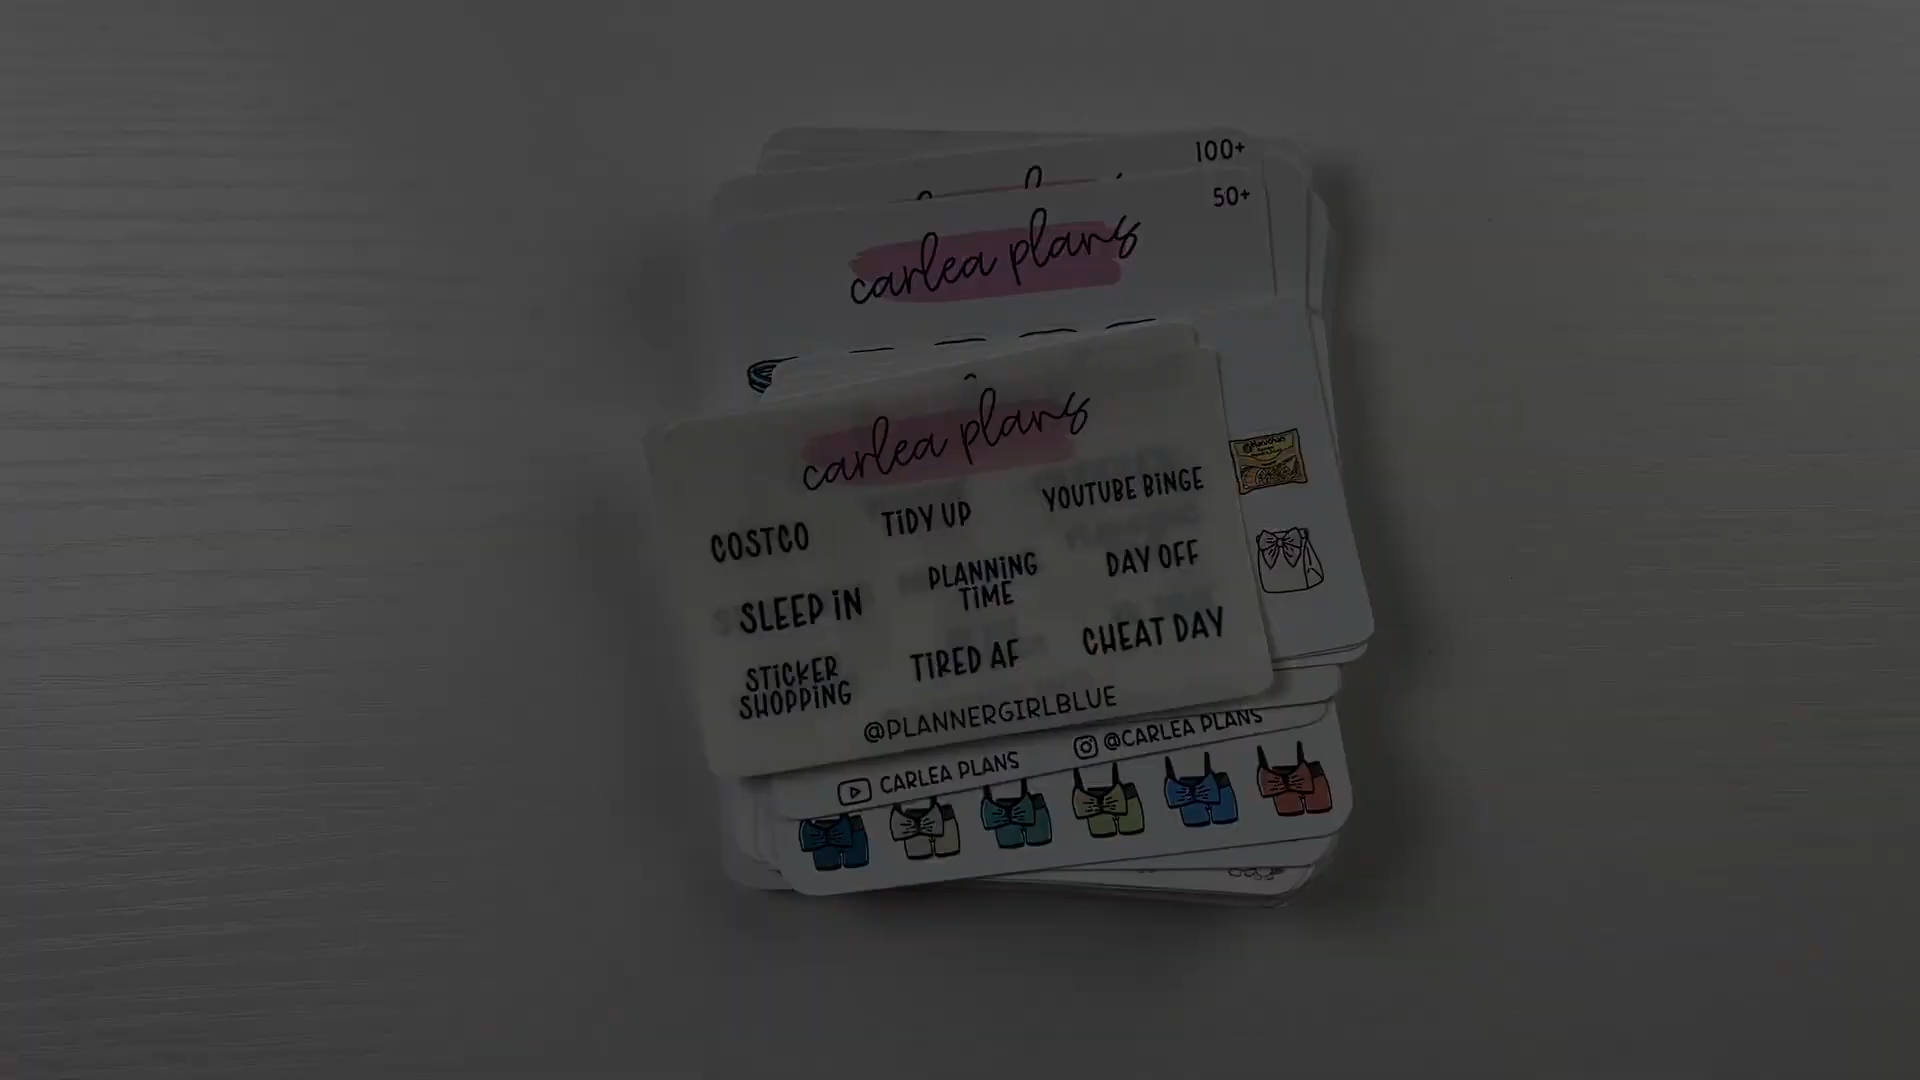 100+
50+
carlea plans
carlea plans
COSTCO
TiDY UP
YOUTUBE BiNGE
SLEEP iN
PLANNiNG
TiME
DAY OFF
STiCKER
SHOPPiNG
TiRED AF
CHEAT DAY
@PLANNERGIRLBLUE
CARLEA PLANS
@CARLEA PLANS
Maruchan